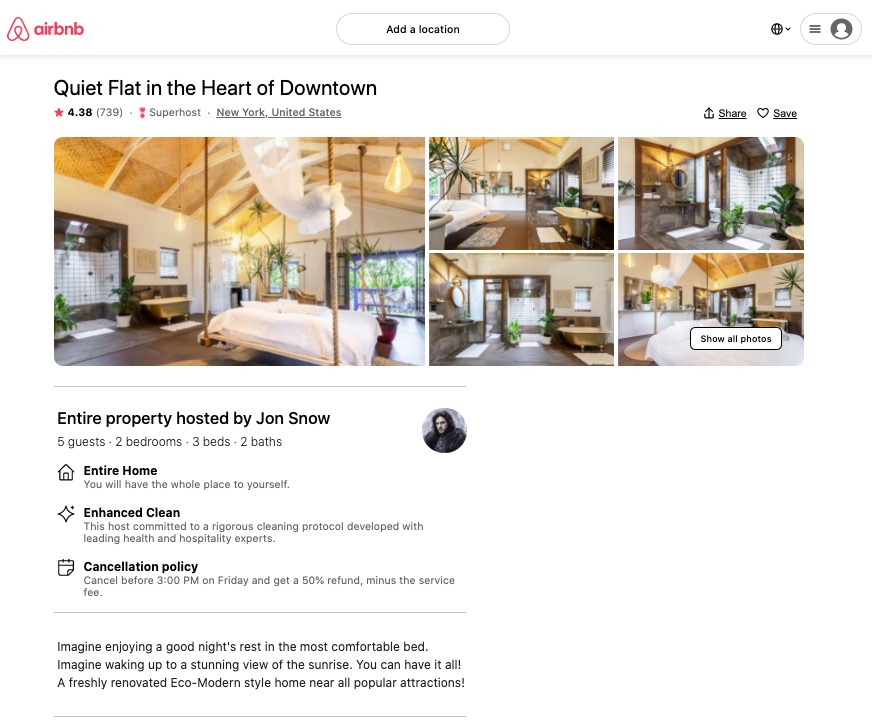 airbnb
Add a location
Quiet Flat in the Heart of Downtown
4.38 (739) · Superhost · New York, United States
Share Save
Show all photos
Entire property hosted by Jon Snow
5 guests · 2 bedrooms · 3 beds · 2 baths
Entire Home
You will have the whole place to yourself.
Enhanced Clean
This host committed to a rigorous cleaning protocol developed with
leading health and hospitality experts.
Cancellation policy
Cancel before 3:00 PM on Friday and get a 50% refund, minus the service
fee.
Imagine enjoying a good night's rest in the most comfortable bed.
Imagine waking up to a stunning view of the sunrise. You can have it all!
A freshly renovated Eco-Modern style home near all popular attractions!